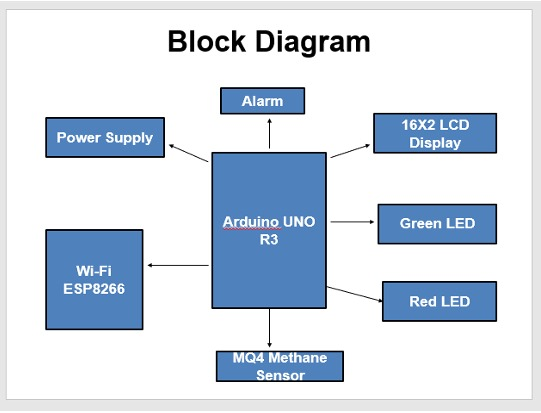 Block Diagram
Alarm
Power Supply
16X2 LCD
Display
Arduino UNO
R3
Green LED
Wi-Fi
ESP8266
Red LED
MQ4 Methane
Sensor